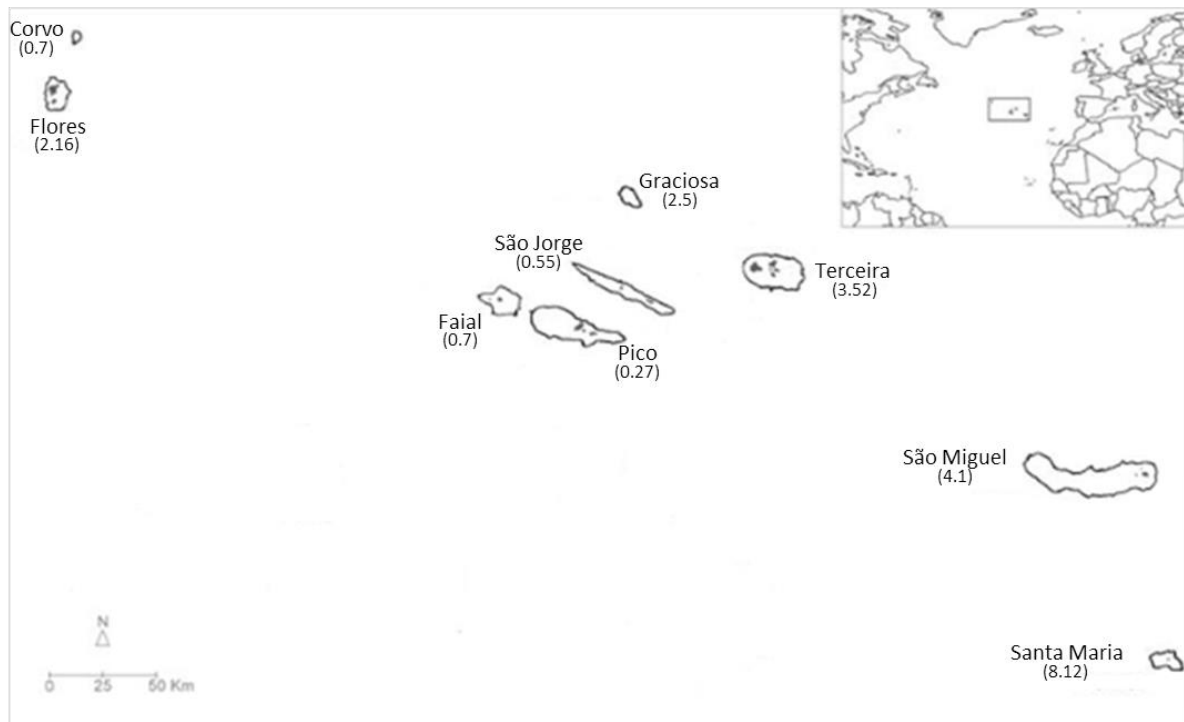 Corvo
(0.7)
Flores
(2.16)
Graciosa
(2.5)
São Jorge
(0.55)
Terceira
(3.52)
Faial
(0.7)
Pico
(0.27)
São Miguel
(4.1)
Santa Maria
(8.12)
N
0 25 50 Km